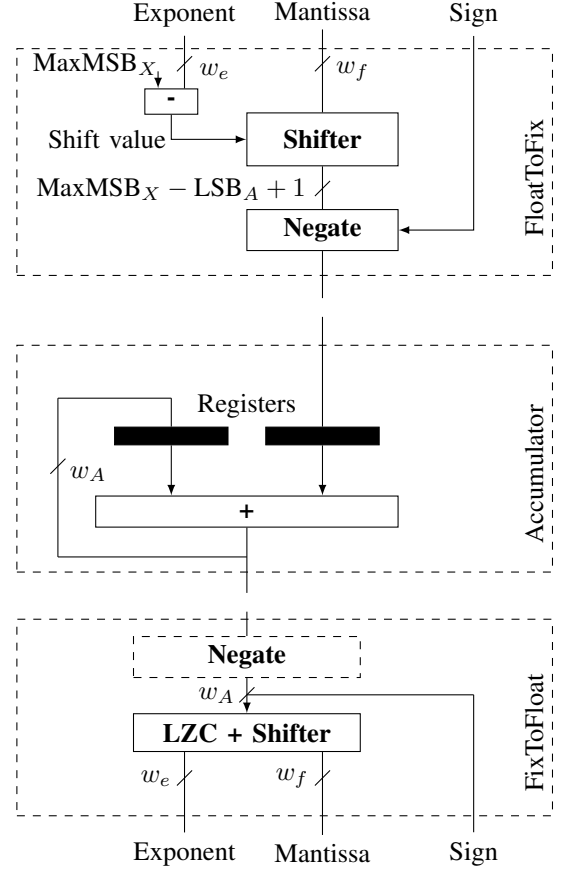 Exponent Mantissa Sign
MaxMSB_X w_e w_f
-
Shift value Shifter
MaxMSB_X − LSB_A + 1
Negate
FloatToFix
Registers
w_A
+
Accumulator
Negate
w_A
LZC + Shifter
w_e w_f
FixToFloat
Exponent Mantissa Sign